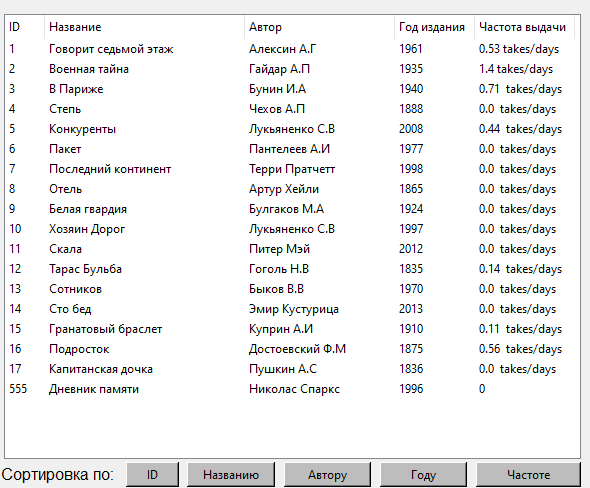 ID Название Автор Год издания Частота выдачи
1 Говорит седьмой этаж Алексин А.Г 1961 0.53 takes/days
2 Военная тайна Гайдар А.П 1935 1.4 takes/days
3 В Париже Бунин И.А 1940 0.71 takes/days
4 Степь Чехов А.П 1888 0.0 takes/days
5 Конкуренты Лукьяненко С.В 2008 0.44 takes/days
6 Пакет Пантелеев А.И 1977 0.0 takes/days
7 Последний континент Терри Пратчетт 1998 0.0 takes/days
8 Отель Артур Хейли 1865 0.0 takes/days
9 Белая гвардия Булгаков М.А 1924 0.0 takes/days
10 Хозяин Дорог Лукьяненко С.В 1997 0.0 takes/days
11 Скала Питер Мэй 2012 0.0 takes/days
12 Тарас Бульба Гоголь Н.В 1835 0.14 takes/days
13 Сотников Быков В.В 1970 0.0 takes/days
14 Сто бед Эмир Кустурица 2013 0.0 takes/days
15 Гранатовый браслет Куприн А.И 1910 0.11 takes/days
16 Подросток Достоевский Ф.М 1875 0.56 takes/days
17 Капитанская дочка Пушкин А.С 1836 0.0 takes/days
555 Дневник памяти Николас Спаркс 1996 0
Сортировка по: ID Названию Автору Году Частоте